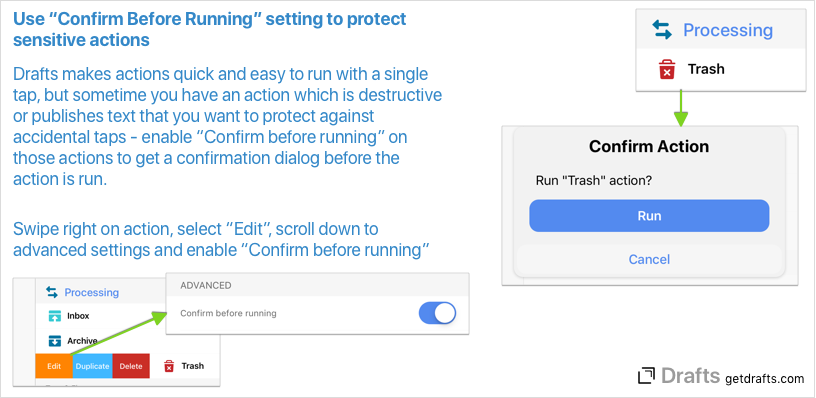 Use “Confirm Before Running” setting to protect
sensitive actions
Drafts makes actions quick and easy to run with a single
tap, but sometime you have an action which is destructive
or publishes text that you want to protect against
accidental taps - enable “Confirm before running” on
those actions to get a confirmation dialog before the
action is run.
Swipe right on action, select “Edit”, scroll down to
advanced settings and enable “Confirm before running”
Processing
Inbox
Archive
Edit Duplicate Delete Trash
ADVANCED
Confirm before running
Processing
Trash
Confirm Action
Run "Trash" action?
Run
Cancel
Drafts getdrafts.com